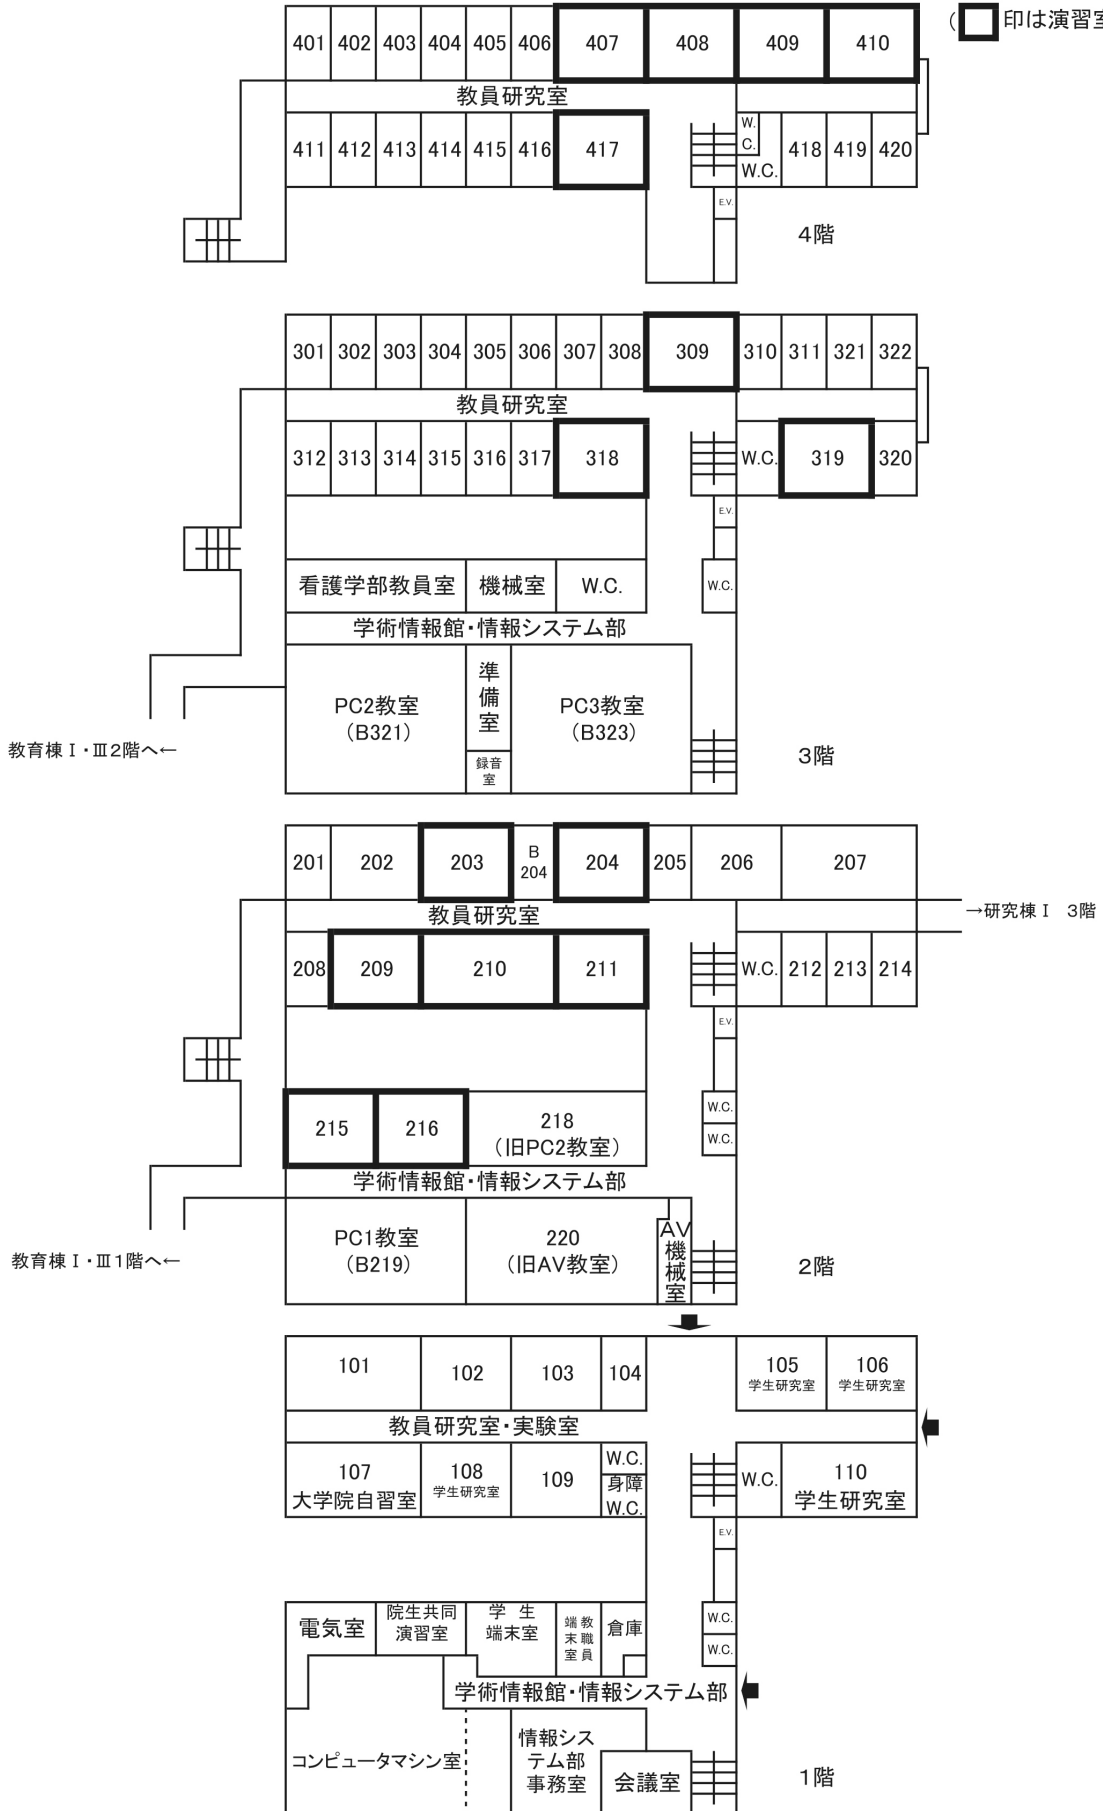 (□印は演習室
401 402 403 404 405 406 407 408 409 410
教員研究室
411 412 413 414 415 416 417 W.C. W.C. 418 419 420
E.V.
4階
301 302 303 304 305 306 307 308 309 310 311 321 322
教員研究室
312 313 314 315 316 317 318 W.C. 319 320
E.V.
看護学部教員室 機械室 W.C. W.C.
学術情報館・情報システム部
PC2教室
(B321)
準備室
録音室
PC3教室
(B323)
教育棟Ⅰ・Ⅲ2階へ←
3階
201 202 203 B204 204 205 206 207
教員研究室
→研究棟Ⅰ 3階
208 209 210 211 W.C. 212 213 214
E.V.
215 216 218
(旧PC2教室)
W.C.
W.C.
学術情報館・情報システム部
PC1教室
(B219)
220
(旧AV教室)
AV機械室
教育棟Ⅰ・Ⅲ1階へ←
2階
101 102 103 104 105 106
学生研究室 学生研究室
教員研究室・実験室
107
大学院自習室
108
学生研究室
109
W.C.
身障
W.C.
W.C.
110
学生研究室
E.V.
電気室
院生共同
演習室
学 生
端末室
教職員
端末室
倉庫
W.C.
W.C.
学術情報館・情報システム部
コンピュータマシン室
情報シス
テム部
事務室
会議室
1階